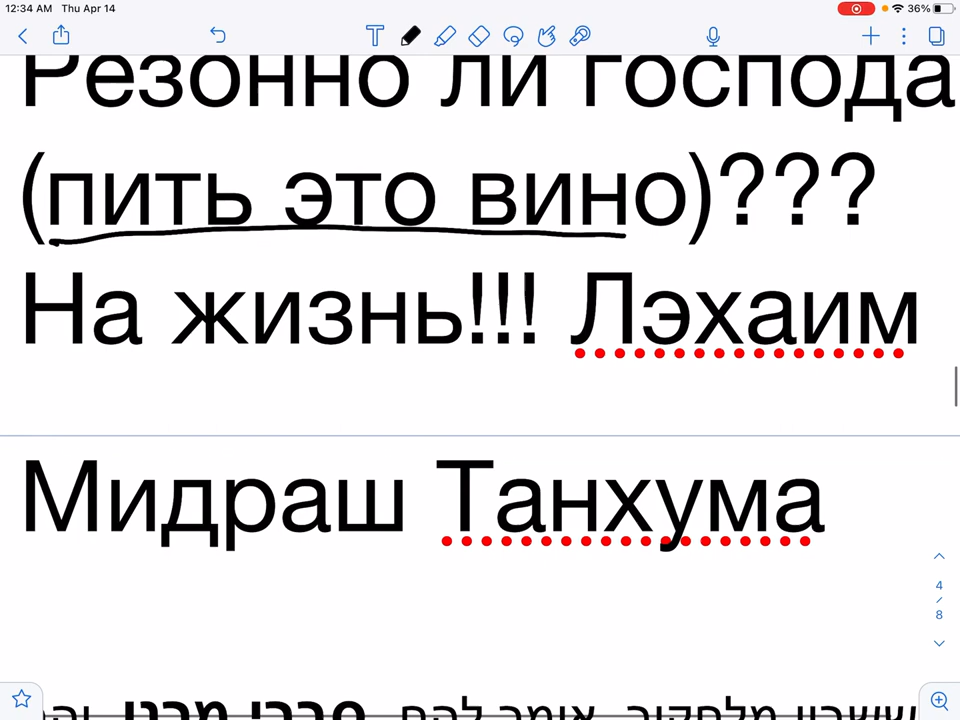 12:34 AM Thu Apr 14
36%
Резонно ли господа
(пить это вино)???
На жизнь!!! Лэхаим
Мидраш Танхума
4
/
8